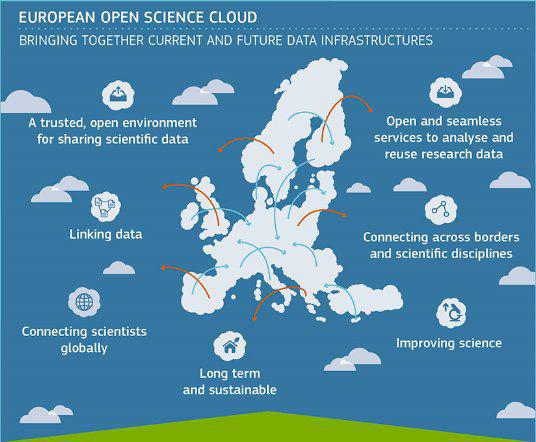 EUROPEAN OPEN SCIENCE CLOUD
BRINGING TOGETHER CURRENT AND FUTURE DATA INFRASTRUCTURES
A trusted, open environment
for sharing scientific data
Open and seamless
services to analyse and
reuse research data
Linking data
Connecting across borders
and scientific disciplines
Connecting scientists
globally
Improving science
Long term
and sustainable